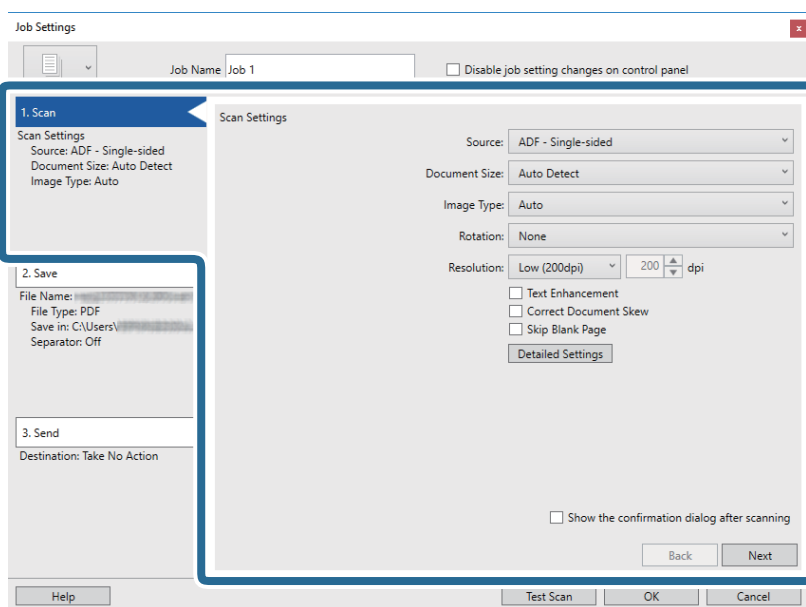 Job Settings
x
Job Name Job 1
Disable job setting changes on control panel
1. Scan
Scan Settings
Source: ADF - Single-sided
Document Size: Auto Detect
Image Type: Auto
2. Save
File Name:
File Type: PDF
Save in: C:\Users\
Separator: Off
3. Send
Destination: Take No Action
Scan Settings
Source: ADF - Single-sided
Document Size: Auto Detect
Image Type: Auto
Rotation: None
Resolution: Low (200dpi) 200 dpi
Text Enhancement
Correct Document Skew
Skip Blank Page
Detailed Settings
Show the confirmation dialog after scanning
Back Next
Help Test Scan OK Cancel